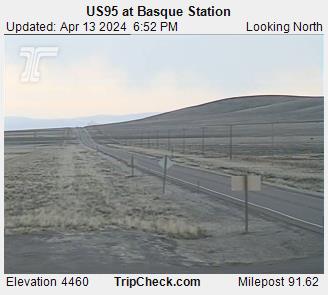 US95 at Basque Station
Updated: Apr 13 2024 6:52 PM Looking North
Elevation 4460 TripCheck.com Milepost 91.62